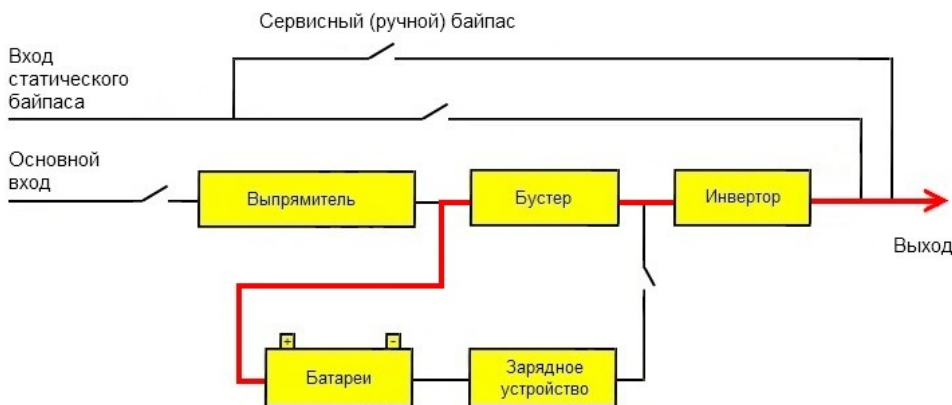 Сервисный (ручной) байпас
Вход
статического
байпаса
Основной
вход
Выпрямитель
Бустер
Инвертор
Выход
+
-
Батареи
Зарядное
устройство